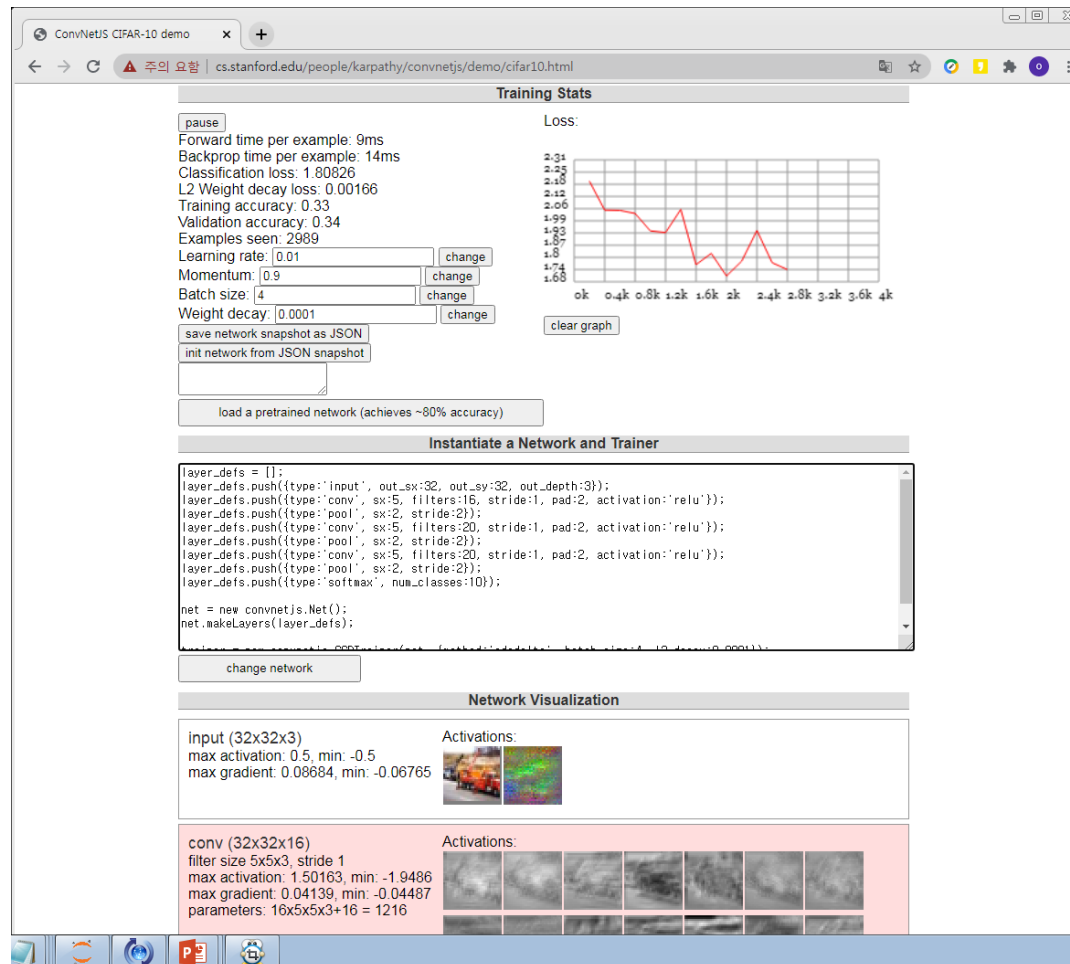 ConvNetJS CIFAR-10 demo
주의 요함 | cs.stanford.edu/people/karpathy/convnetjs/demo/cifar10.html
Training Stats
pause
Forward time per example: 9ms
Backprop time per example: 14ms
Classification loss: 1.80826
L2 Weight decay loss: 0.00166
Training accuracy: 0.33
Validation accuracy: 0.34
Examples seen: 2989
Learning rate: 0.01 change
Momentum: 0.9 change
Batch size: 4 change
Weight decay: 0.0001 change
save network snapshot as JSON
init network from JSON snapshot
load a pretrained network (achieves ~80% accuracy)
Loss:
2.31
2.25
2.18
2.12
2.06
1.99
1.93
1.87
1.8
1.74
1.68
0k 0.4k 0.8k 1.2k 1.6k 2k 2.4k 2.8k 3.2k 3.6k 4k
clear graph
Instantiate a Network and Trainer
layer_defs = [];
layer_defs.push({type:'input', out_sx:32, out_sy:32, out_depth:3});
layer_defs.push({type:'conv', sx:5, filters:16, stride:1, pad:2, activation:'relu'});
layer_defs.push({type:'pool', sx:2, stride:2});
layer_defs.push({type:'conv', sx:5, filters:20, stride:1, pad:2, activation:'relu'});
layer_defs.push({type:'pool', sx:2, stride:2});
layer_defs.push({type:'conv', sx:5, filters:20, stride:1, pad:2, activation:'relu'});
layer_defs.push({type:'pool', sx:2, stride:2});
layer_defs.push({type:'softmax', num_classes:10});
net = new convnetjs.Net();
net.makeLayers(layer_defs);
change network
Network Visualization
input (32x32x3)
max activation: 0.5, min: -0.5
max gradient: 0.08684, min: -0.06765
Activations:
conv (32x32x16)
filter size 5x5x3, stride 1
max activation: 1.50163, min: -1.9486
max gradient: 0.04139, min: -0.04487
parameters: 16x5x5x3+16 = 1216
Activations: